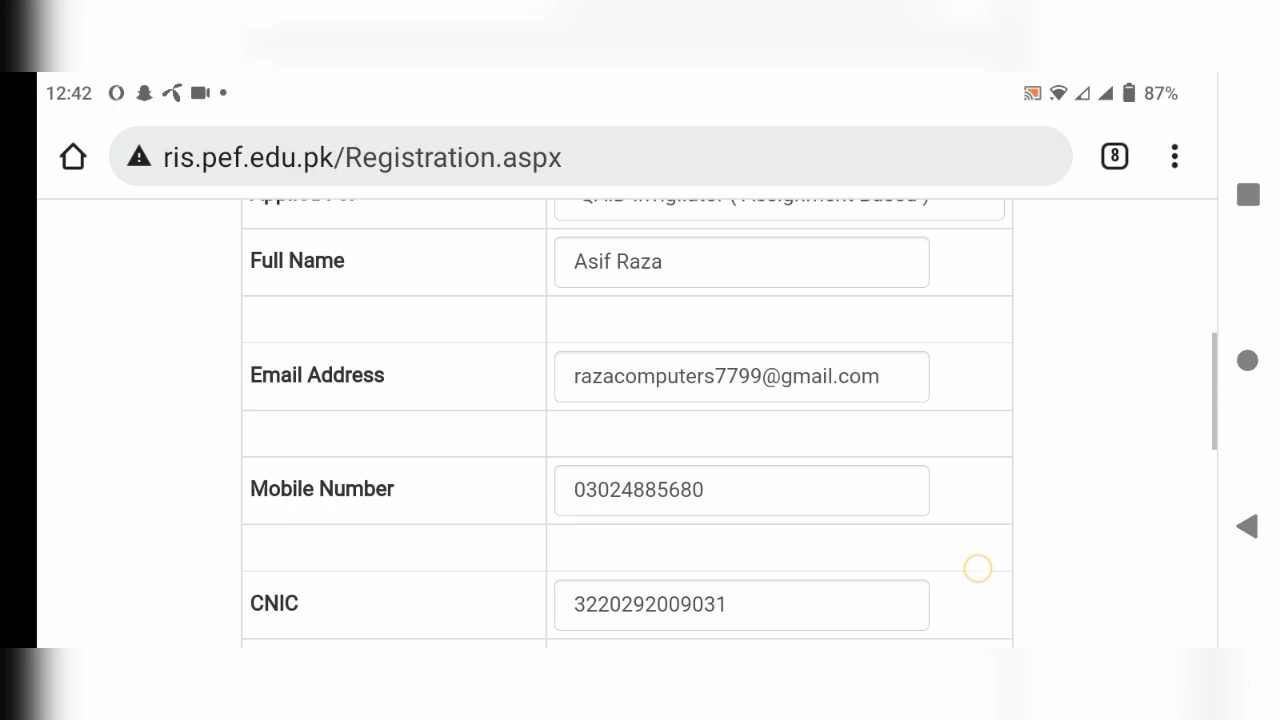 12:42
87%
ris.pef.edu.pk/Registration.aspx
8
Full Name
Asif Raza
Email Address
razacomputers7799@gmail.com
Mobile Number
03024885680
CNIC
3220292009031